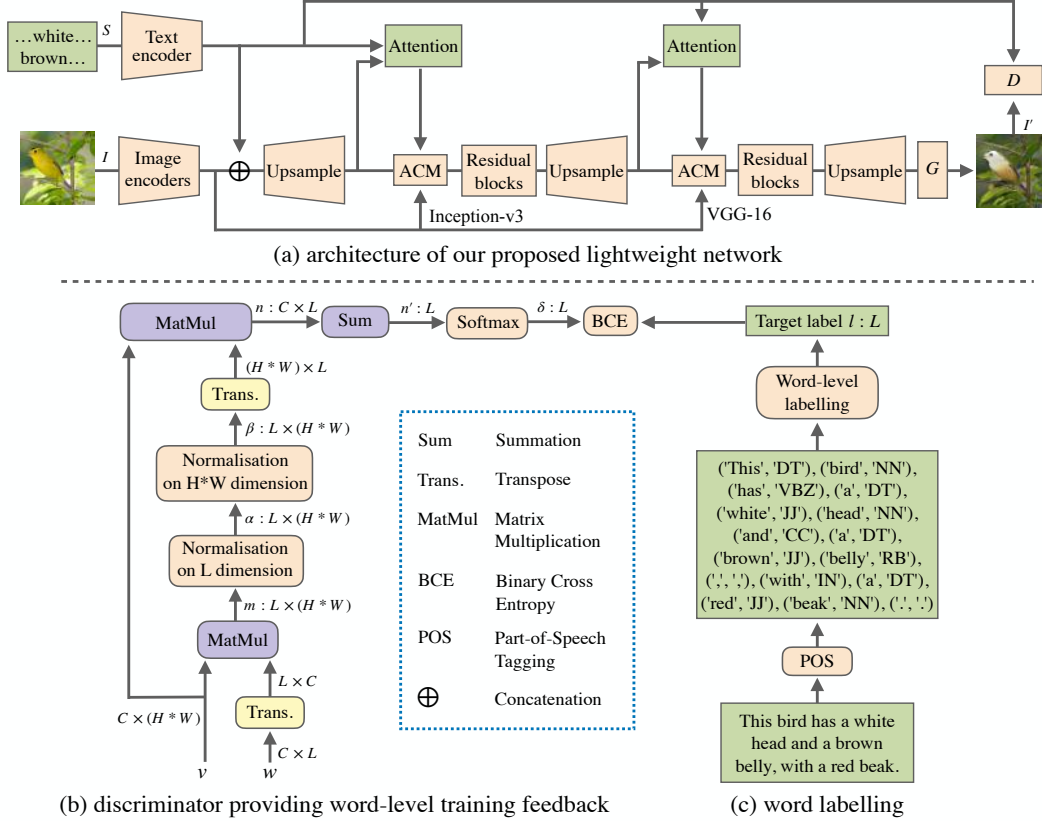 …white…
brown…
S
Text
encoder
Attention
Attention
D
I
Image
encoders
Upsample
ACM
Residual
blocks
Upsample
ACM
Residual
blocks
Upsample
G
I′
Inception-v3
VGG-16
(a) architecture of our proposed lightweight network
MatMul
n : C × L
Sum
n′ : L
Softmax
δ : L
BCE
Target label l : L
(H * W) × L
Trans.
β : L × (H * W)
Normalisation
on H*W dimension
α : L × (H * W)
Normalisation
on L dimension
m : L × (H * W)
MatMul
L × C
C × (H * W)
Trans.
C × L
v
w
(b) discriminator providing word-level training feedback
Sum Summation
Trans. Transpose
MatMul Matrix
Multiplication
BCE Binary Cross
Entropy
POS Part-of-Speech
Tagging
⊕ Concatenation
Word-level
labelling
('This', 'DT'), ('bird', 'NN'),
('has', 'VBZ'), ('a', 'DT'),
('white', 'JJ'), ('head', 'NN'),
('and', 'CC'), ('a', 'DT'),
('brown', 'JJ'), ('belly', 'RB'),
(',', ','), ('with', 'IN'), ('a', 'DT'),
('red', 'JJ'), ('beak', 'NN'), ('.', '.')
POS
This bird has a white
head and a brown
belly, with a red beak.
(c) word labelling